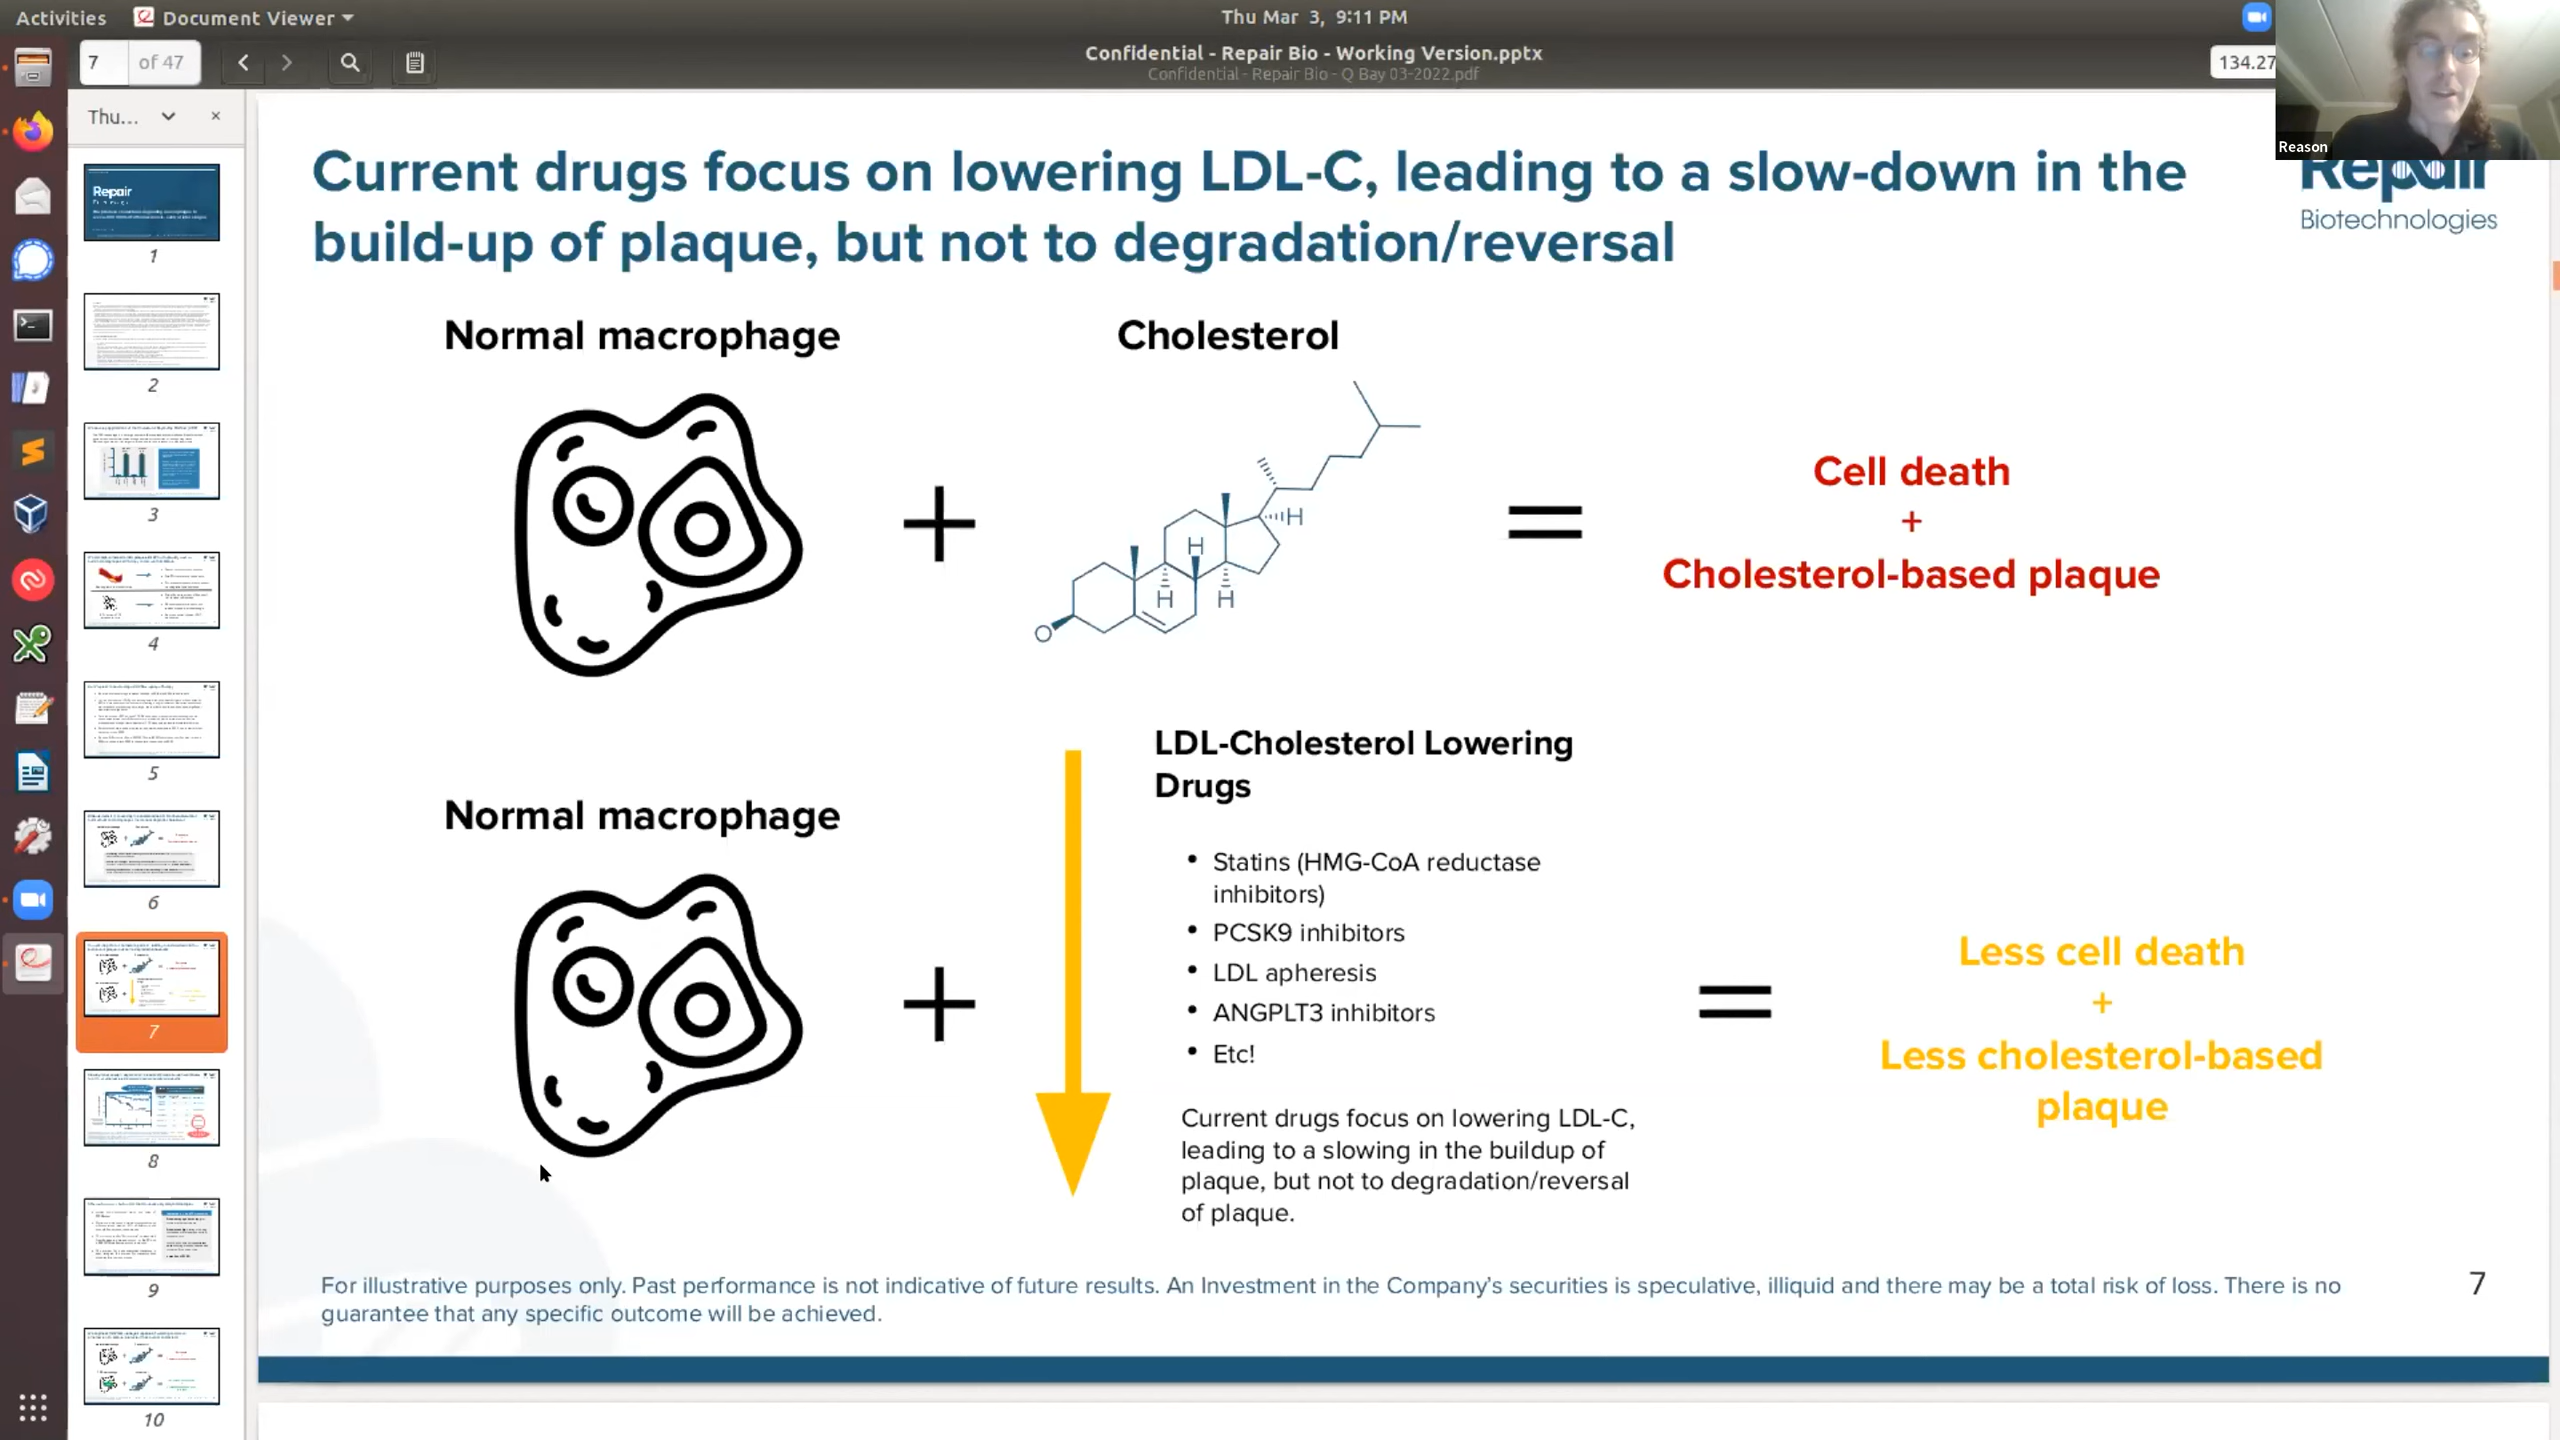 Activities
Document Viewer
Thu Mar 3, 9:11 PM
7 of 47
Confidential - Repair Bio - Working Version.pptx
Confidential - Repair Bio - Q Bay 03-2022.pdf
134.27
Reason
Thu...
×
Repair
1
2
3
4
5
6
7
8
9
10
Current drugs focus on lowering LDL-C, leading to a slow-down in the
build-up of plaque, but not to degradation/reversal
Repair
Biotechnologies
Normal macrophage
Cholesterol
+
H
H
H
H
O
=
Cell death
+
Cholesterol-based plaque
Normal macrophage
+
LDL-Cholesterol Lowering
Drugs
• Statins (HMG-CoA reductase
inhibitors)
• PCSK9 inhibitors
• LDL apheresis
• ANGPLT3 inhibitors
• Etc!
Current drugs focus on lowering LDL-C,
leading to a slowing in the buildup of
plaque, but not to degradation/reversal
of plaque.
=
Less cell death
+
Less cholesterol-based
plaque
For illustrative purposes only. Past performance is not indicative of future results. An Investment in the Company's securities is speculative, illiquid and there may be a total risk of loss. There is no
guarantee that any specific outcome will be achieved.
7